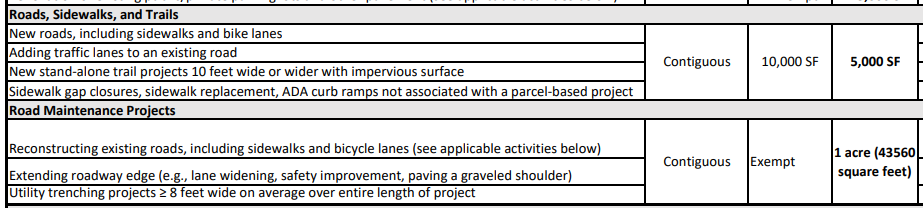 Roads, Sidewalks, and Trails
New roads, including sidewalks and bike lanes
Adding traffic lanes to an existing road
New stand-alone trail projects 10 feet wide or wider with impervious surface
Sidewalk gap closures, sidewalk replacement, ADA curb ramps not associated with a parcel-based project
Contiguous
10,000 SF
5,000 SF
Road Maintenance Projects
Reconstructing existing roads, including sidewalks and bicycle lanes (see applicable activities below)
Extending roadway edge (e.g., lane widening, safety improvement, paving a graveled shoulder)
Utility trenching projects ≥ 8 feet wide on average over entire length of project
Contiguous
Exempt
1 acre (43560
square feet)